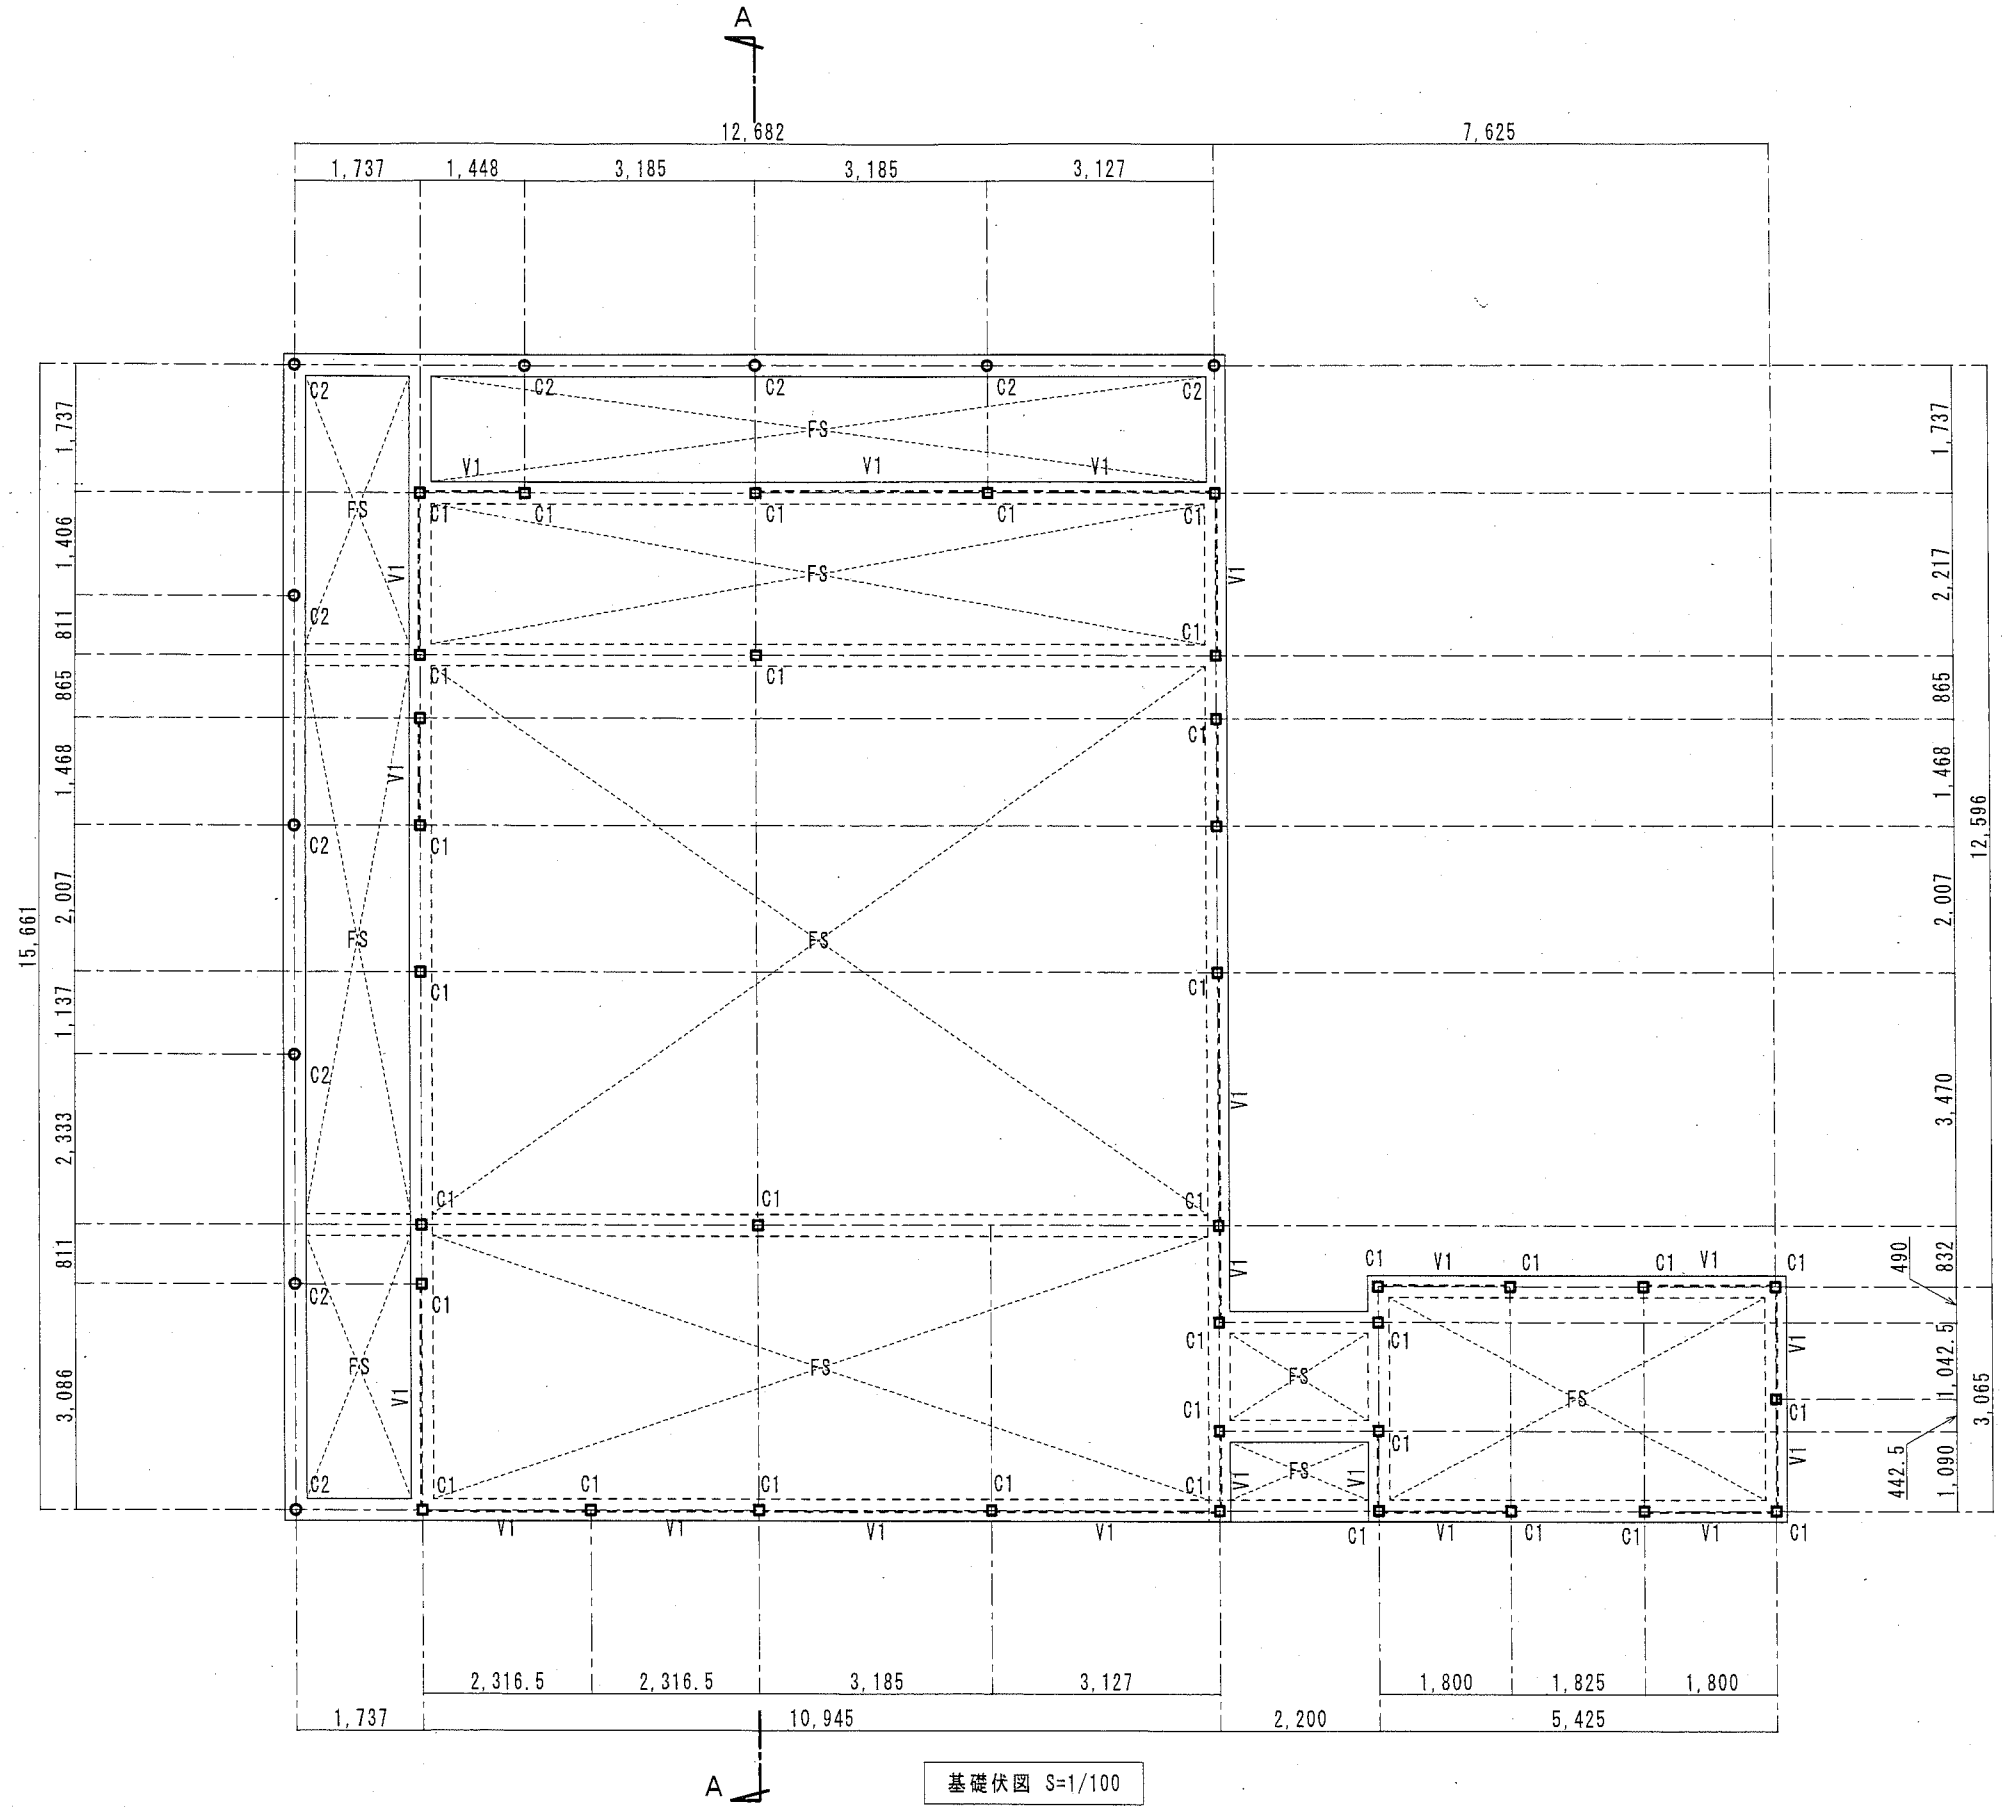 A
12,682
7,625
1,737
1,448
3,185
3,185
3,127
C2
C2
C2
C2
C2
FS
V1
V1
V1
FS
C1
C1
C1
C1
C1
FS
V1
V1
C2
C1
C1
C1
C1
V1
C2
C1
FS
FS
C1
C1
C2
V1
C1
C1
C1
V1
C2
C1
C1
V1
C1
C1
V1
C1
C1
C1
FS
FS
V1
FS
C1
C1
FS
V1
C1
C1
FS
V1
V1
V1
C2
C1
C1
C1
C1
C1
V1
V1
V1
V1
C1
V1
C1
C1
V1
C1
1,737
1,406
811
865
1,468
2,007
1,137
2,333
811
3,086
15,661
1,737
2,217
865
1,468
2,007
3,470
832
490
1,042.5
442.5
1,090
12,596
3,065
2,316.5
2,316.5
3,185
3,127
1,800
1,825
1,800
1,737
10,945
2,200
5,425
A
基礎伏図 S=1/100